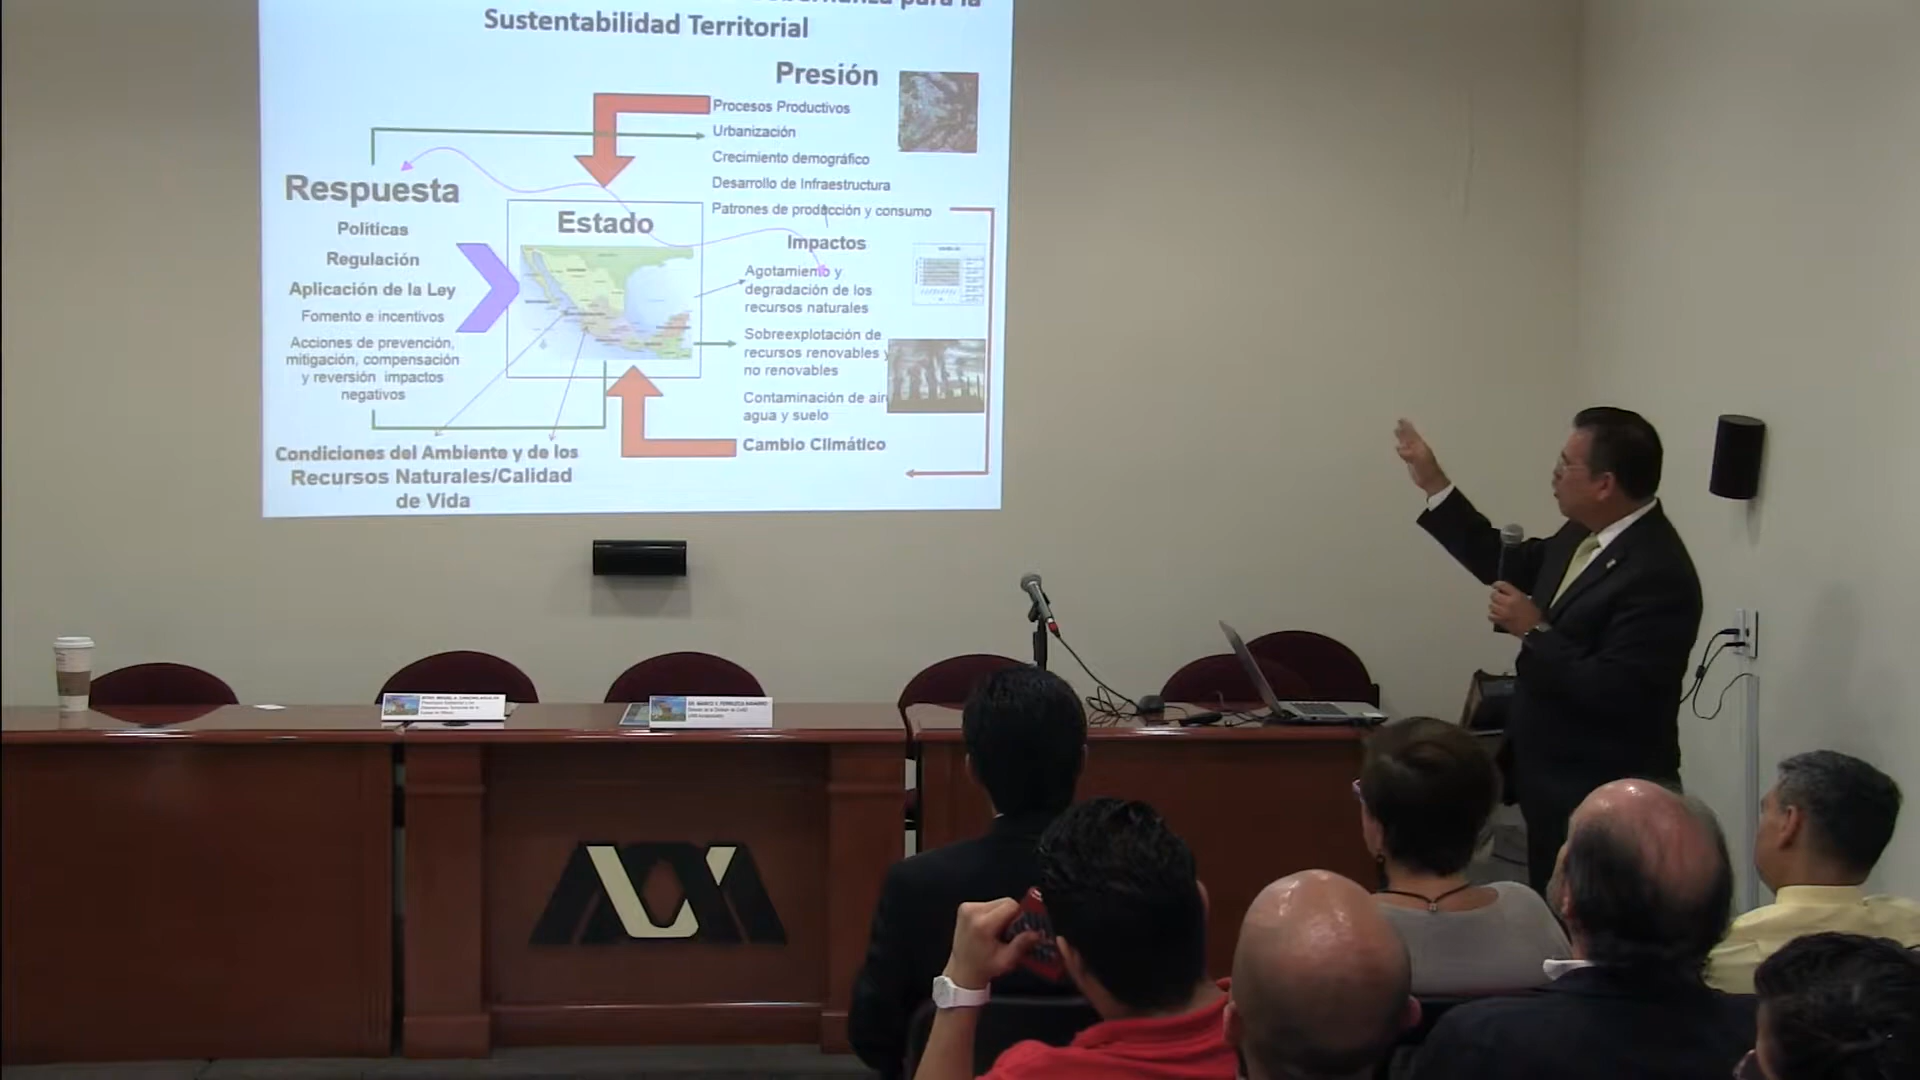 para la
Sustentabilidad Territorial
Presión
Procesos Productivos
Urbanización
Crecimiento demográfico
Desarrollo de Infraestructura
Patrones de producción y consumo
Respuesta
Políticas
Regulación
Aplicación de la Ley
Fomento e incentivos
Acciones de prevención,
mitigación, compensación
y reversión impactos
negativos
Estado
Impactos
Agotamiento y
degradación de los
recursos naturales
Sobreexplotación de
recursos renovables y
no renovables
Contaminación de aire
agua y suelo
Cambio Climático
Condiciones del Ambiente y de los
Recursos Naturales/Calidad
de Vida